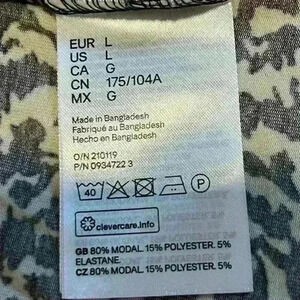 EUR L
US L
CA G
CN 175/104A
MX G
Made in Bangladesh
Fabriqué au Bangladesh
Hecho en Bangladesh
O/N 210119
P/N 0934722 3
40
P
clevercare.info
GB 80% MODAL. 15% POLYESTER. 5%
ELASTANE.
CZ 80% MODAL. 15% POLYESTER. 5%